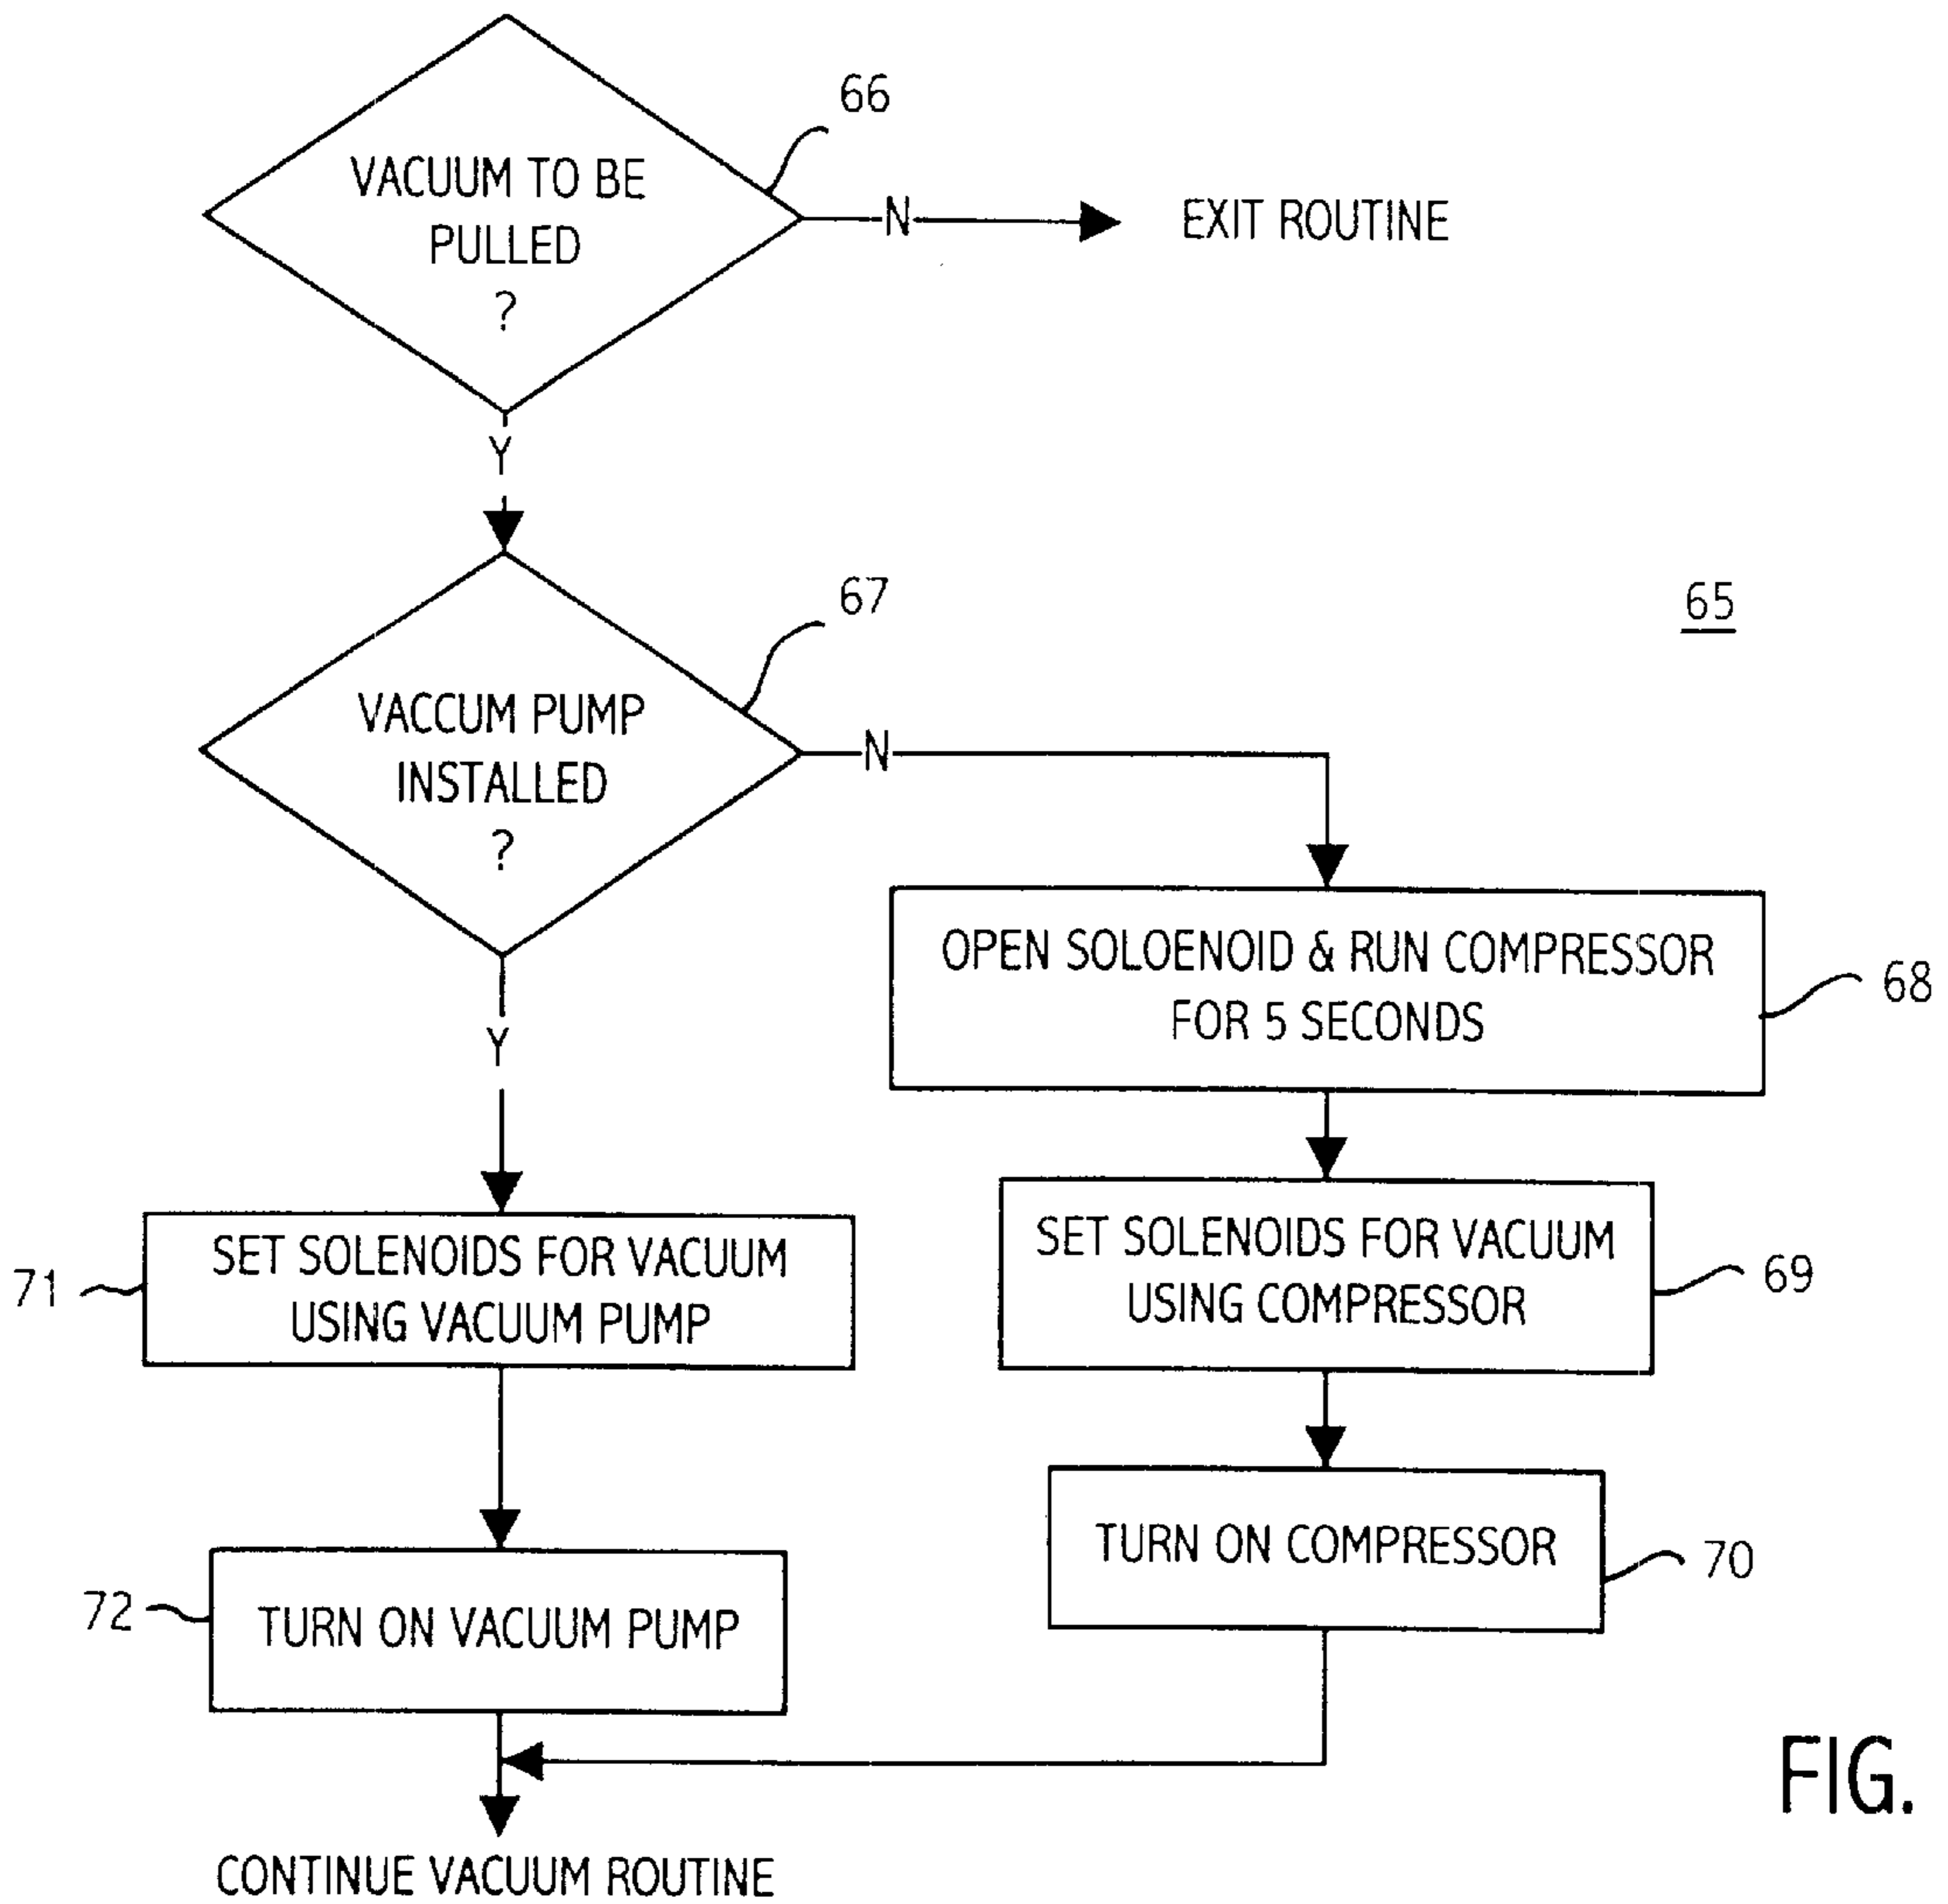 66
VACUUM TO BE
PULLED
?
N
EXIT ROUTINE
Y
67
65
VACCUM PUMP
INSTALLED
?
N
Y
OPEN SOLOENOID & RUN COMPRESSOR
FOR 5 SECONDS
68
SET SOLENOIDS FOR VACUUM
USING COMPRESSOR
69
71
SET SOLENOIDS FOR VACUUM
USING VACUUM PUMP
TURN ON COMPRESSOR
70
72
TURN ON VACUUM PUMP
FIG.
CONTINUE VACUUM ROUTINE